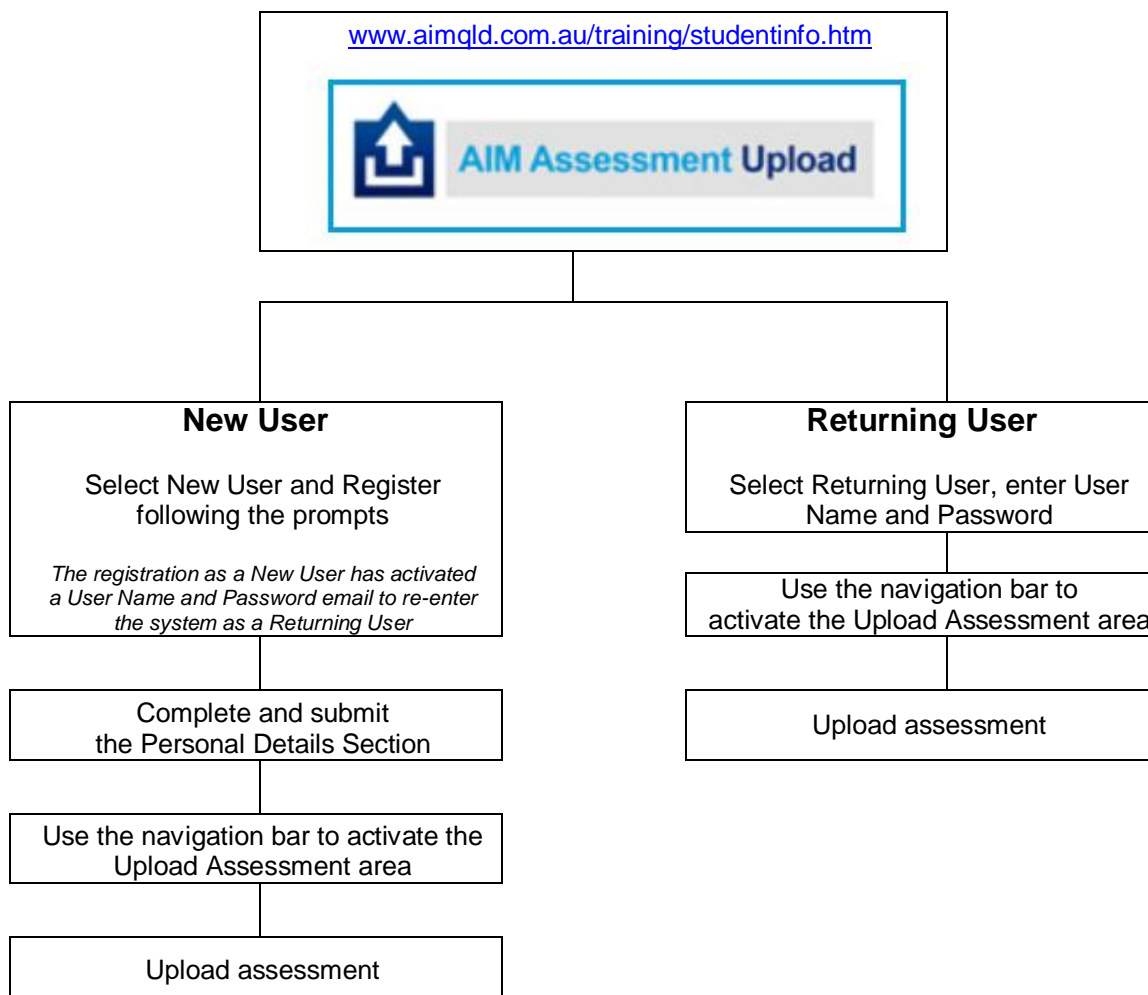 www.aimqld.com.au/training/studentinfo.htm
AIM Assessment Upload
New User
Select New User and Register
following the prompts
The registration as a New User has activated
a User Name and Password email to re-enter
the system as a Returning User
Complete and submit
the Personal Details Section
Use the navigation bar to activate the
Upload Assessment area
Upload assessment
Returning User
Select Returning User, enter User
Name and Password
Use the navigation bar to
activate the Upload Assessment area
Upload assessment